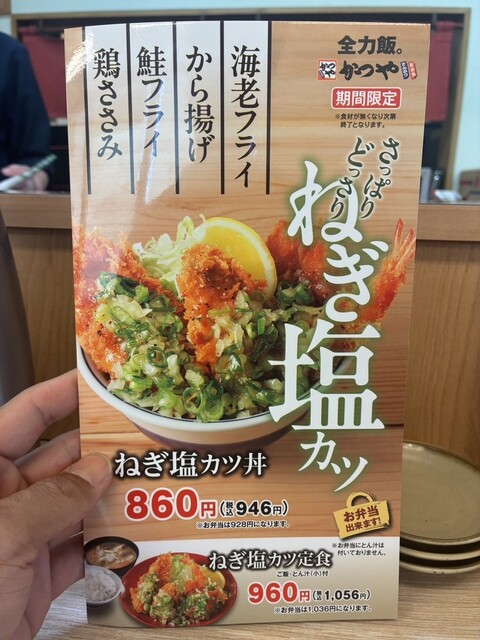 海老フライ
から揚げ
鮭フライ
鶏ささみ
全力飯。
かつや
期間限定
※食材が無くなり次第
終了となります。
さっぱり
どっさり
ねぎ塩カツ
ねぎ塩カツ丼
860円(税込946円)
※お弁当は928円になります。
お弁当
出来ます!
※お弁当にとん汁は
付いておりません。
ねぎ塩カツ定食
ご飯・とん汁(小)付
960円(税込1,056円)
※お弁当は1,036円になります。